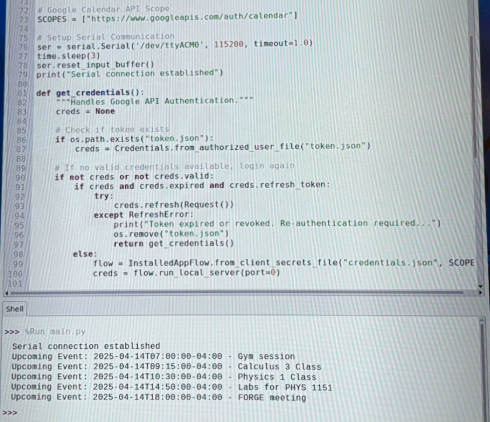 72 # Google Calendar API Scope
73 SCOPES = ["https://www.googleapis.com/auth/calendar"]
74
75 # Setup Serial Communication
76 ser = serial.Serial('/dev/ttyACM0', 115200, timeout=1.0)
77 time.sleep(3)
78 ser.reset_input_buffer()
79 print("Serial connection established")
80
81 def get_credentials():
82 """Handles Google API Authentication."""
83 creds = None
84
85 # Check if token exists
86 if os.path.exists("token.json"):
87 creds = Credentials.from_authorized_user_file("token.json")
88
89 # If no valid credentials available, login again
90 if not creds or not creds.valid:
91 if creds and creds.expired and creds.refresh_token:
92 try:
93 creds.refresh(Request())
94 except RefreshError:
95 print("Token expired or revoked. Re-authentication required...")
96 os.remove("token.json")
97 return get_credentials()
98 else:
99 flow = InstalledAppFlow.from_client_secrets_file("credentials.json", SCOPE
100 creds = flow.run_local_server(port=0)
101
Shell
>>> %Run main.py
Serial connection established
Upcoming Event: 2025-04-14T07:00:00-04:00 - Gym session
Upcoming Event: 2025-04-14T09:15:00-04:00 - Calculus 3 Class
Upcoming Event: 2025-04-14T10:30:00-04:00 - Physics 1 Class
Upcoming Event: 2025-04-14T14:50:00-04:00 - Labs for PHYS 1151
Upcoming Event: 2025-04-14T18:00:00-04:00 - FORGE meeting
>>>